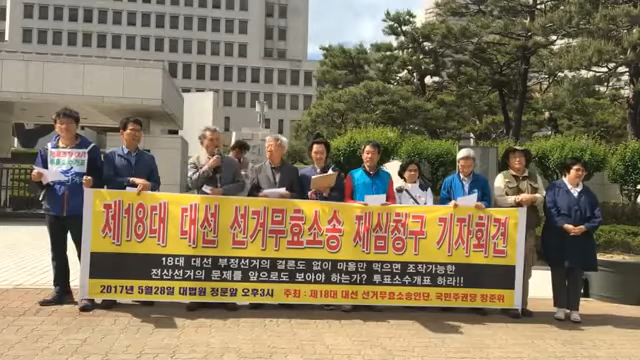 제18대 대선 선거무효소송 재심청구 기자회견
18대 대선 부정선거의 결론도 없이 마음만 먹으면 조작가능한
전산선거의 문제를 앞으로도 보아야 하는가? 투표소수개표 하라!!
2017년 5월28일 대법원 정문앞 오후3시 주최 : 제18대 대선 선거무효소송인단, 국민주권당 창준위